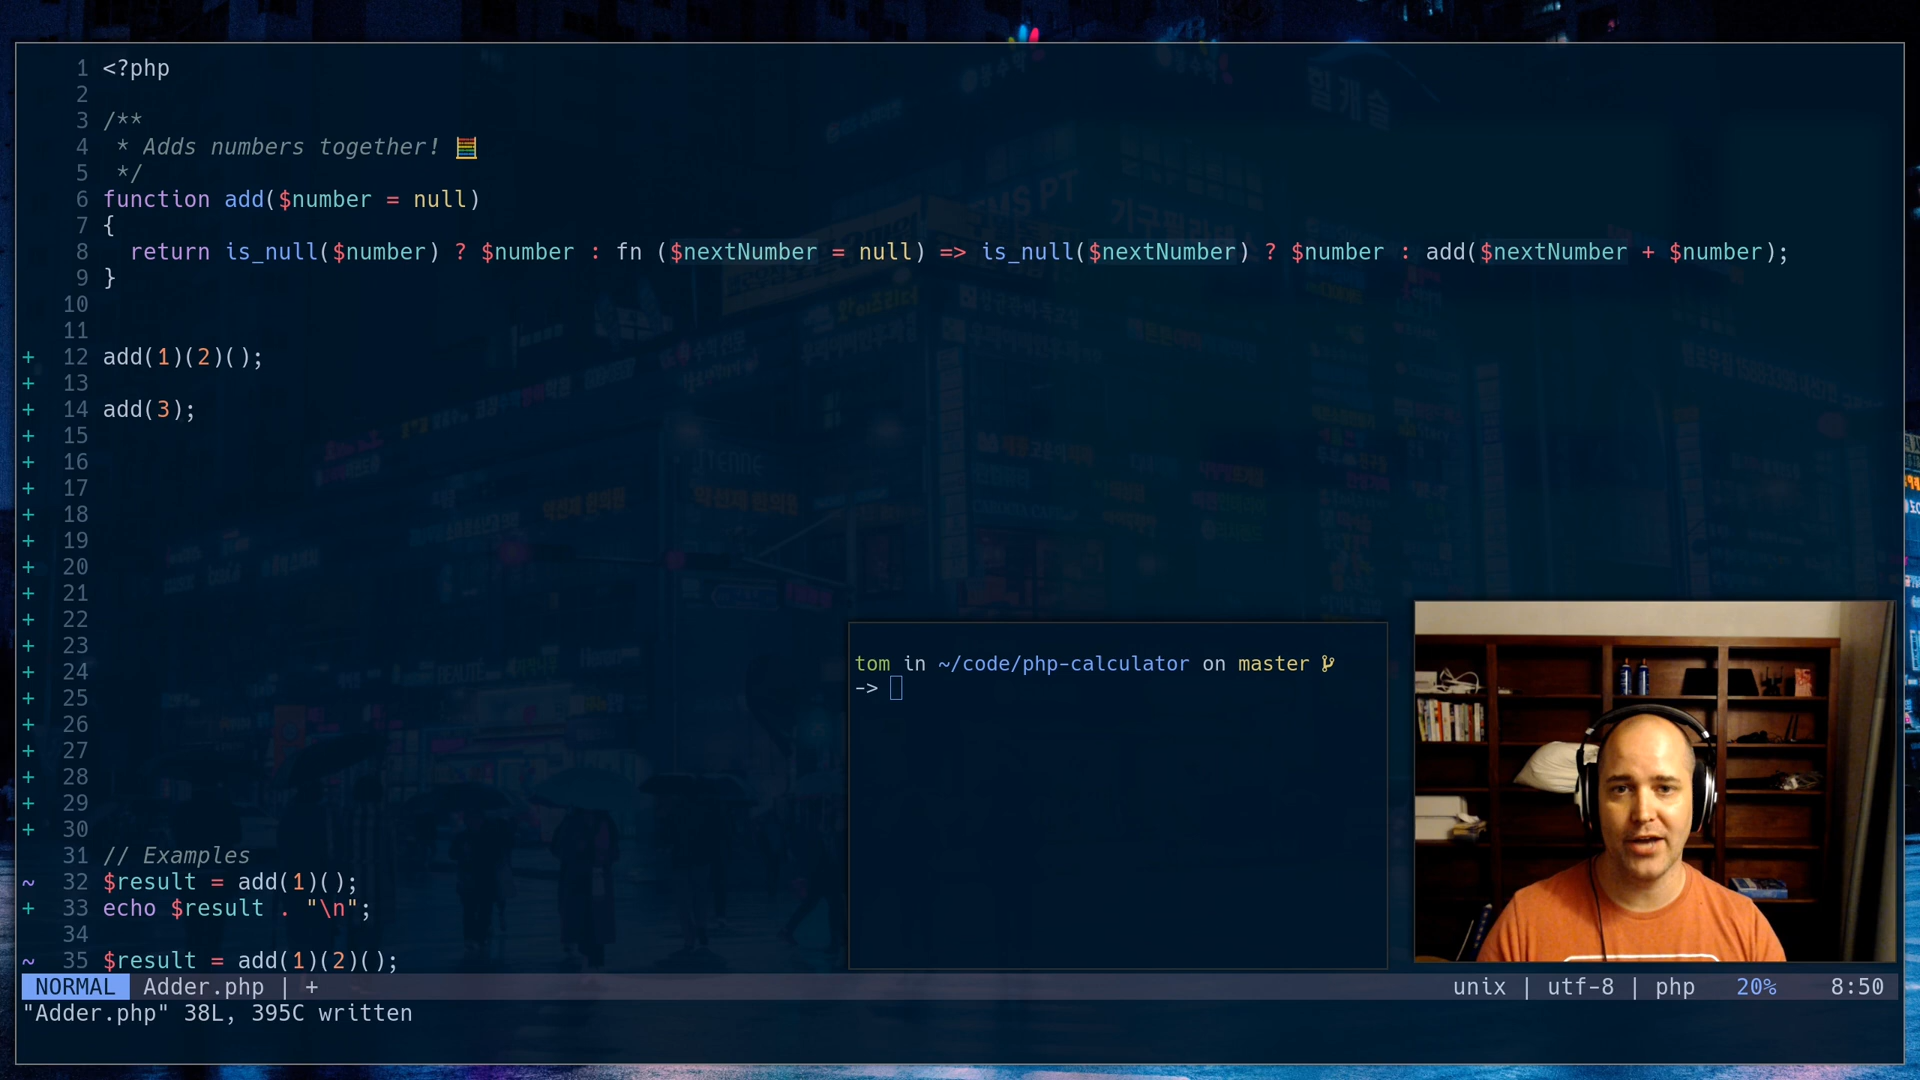 1 <?php
2
3 /**
4  * Adds numbers together! 🧮
5  */
6 function add($number = null)
7 {
8   return is_null($number) ? $number : fn ($nextNumber = null) => is_null($nextNumber) ? $number : add($nextNumber + $number);
9 }
10
11
+ 12 add(1)(2)();
+ 13
+ 14 add(3);
+ 15
+ 16
+ 17
+ 18
+ 19
+ 20
+ 21
+ 22
+ 23
+ 24
+ 25
+ 26
+ 27
+ 28
+ 29
+ 30
31 // Examples
~ 32 $result = add(1)();
+ 33 echo $result . "\n";
34
~ 35 $result = add(1)(2)();
tom in ~/code/php-calculator on master
->
NORMAL Adder.php | + unix | utf-8 | php 20% 8:50
"Adder.php" 38L, 395C written